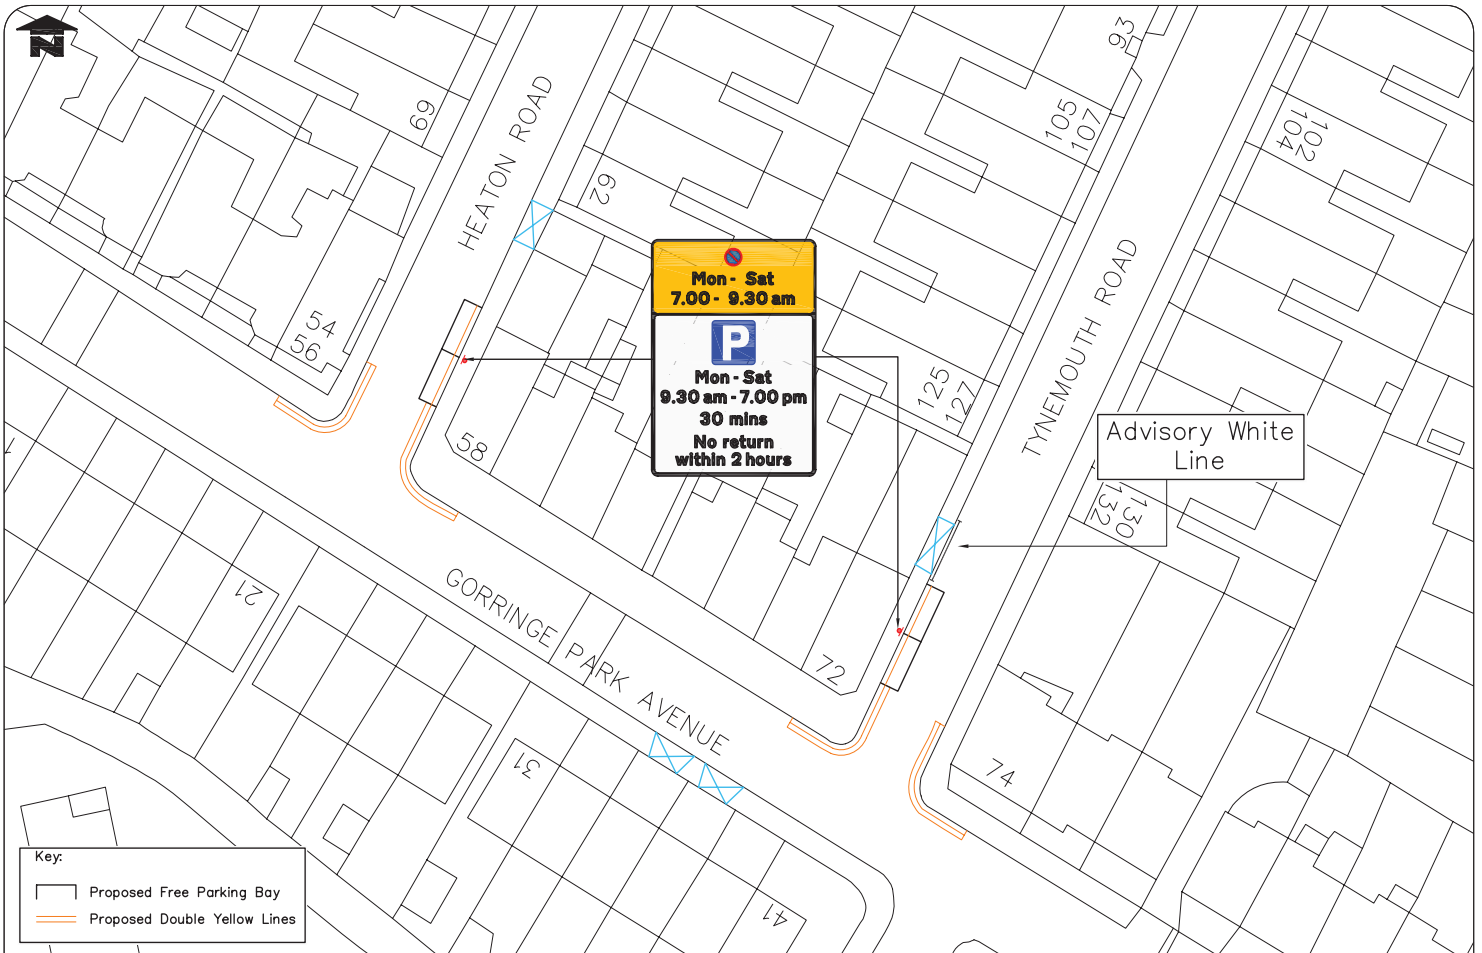 N
69
HEATON ROAD
62
93
105
107
102
104
54
56
58
Mon - Sat
7.00 - 9.30 am
P
Mon - Sat
9.30 am - 7.00 pm
30 mins
No return
within 2 hours
125
127
TYNEMOUTH ROAD
Advisory White
Line
130
132
21
GORRINGE PARK AVENUE
72
74
31
41
Key:
Proposed Free Parking Bay
Proposed Double Yellow Lines